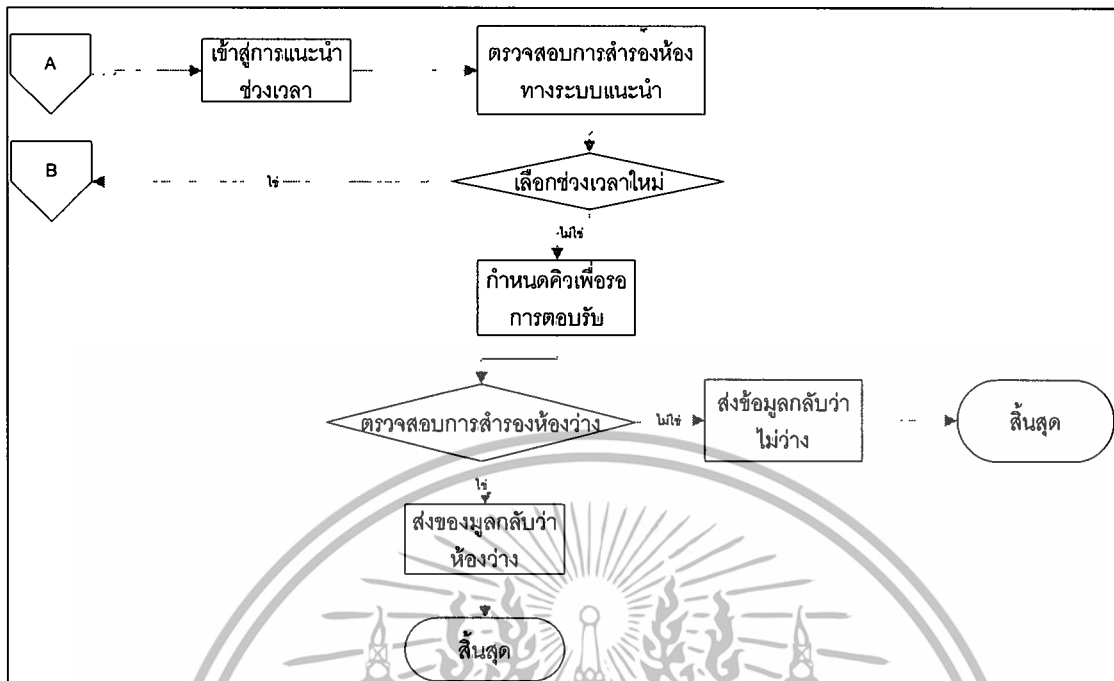 A
เข้าสู่การแนะนำ
ช่วงเวลา
ตรวจสอบการสำรองห้อง
ทางระบบแนะนำ
B
ใช่
เลือกช่วงเวลาใหม่
ไม่ใช่
กำหนดคิวเพื่อรอ
การตอบรับ
ตรวจสอบการสำรองห้องว่าง
ไม่ใช่
ส่งข้อมูลกลับว่า
ไม่ว่าง
สิ้นสุด
ใช่
ส่งของมูลกลับว่า
ห้องว่าง
สิ้นสุด